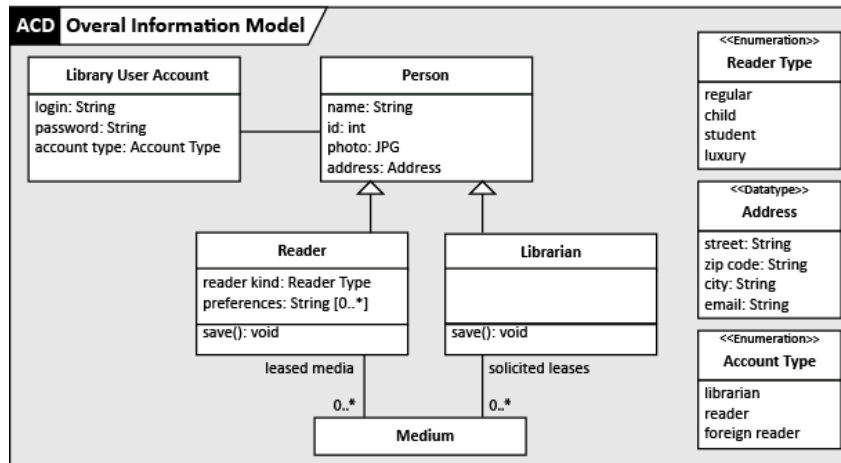 ACD Overal Information Model
Library User Account
login: String
password: String
account type: Account Type
Person
name: String
id: int
photo: JPG
address: Address
<<Enumeration>>
Reader Type
regular
child
student
luxury
<<Datatype>>
Address
street: String
zip code: String
city: String
email: String
Reader
reader kind: Reader Type
preferences: String [0..*]
save(): void
Librarian
save(): void
<<Enumeration>>
Account Type
librarian
reader
foreign reader
leased media
0..*
solicited leases
0..*
Medium